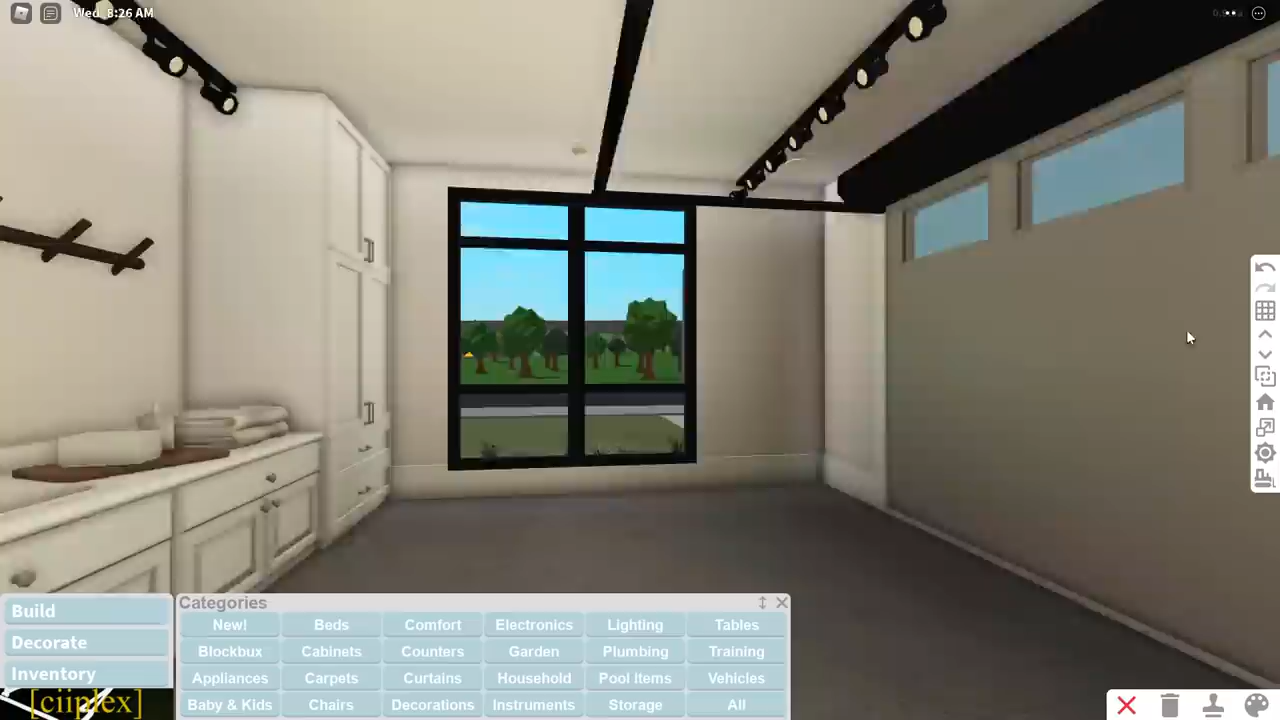 Wed 8:26 AM
Build
Decorate
Inventory
Categories
New! Beds Comfort Electronics Lighting Tables
Blockbux Cabinets Counters Garden Plumbing Training
Appliances Carpets Curtains Household Pool Items Vehicles
Baby & Kids Chairs Decorations Instruments Storage All
[ciiplex]